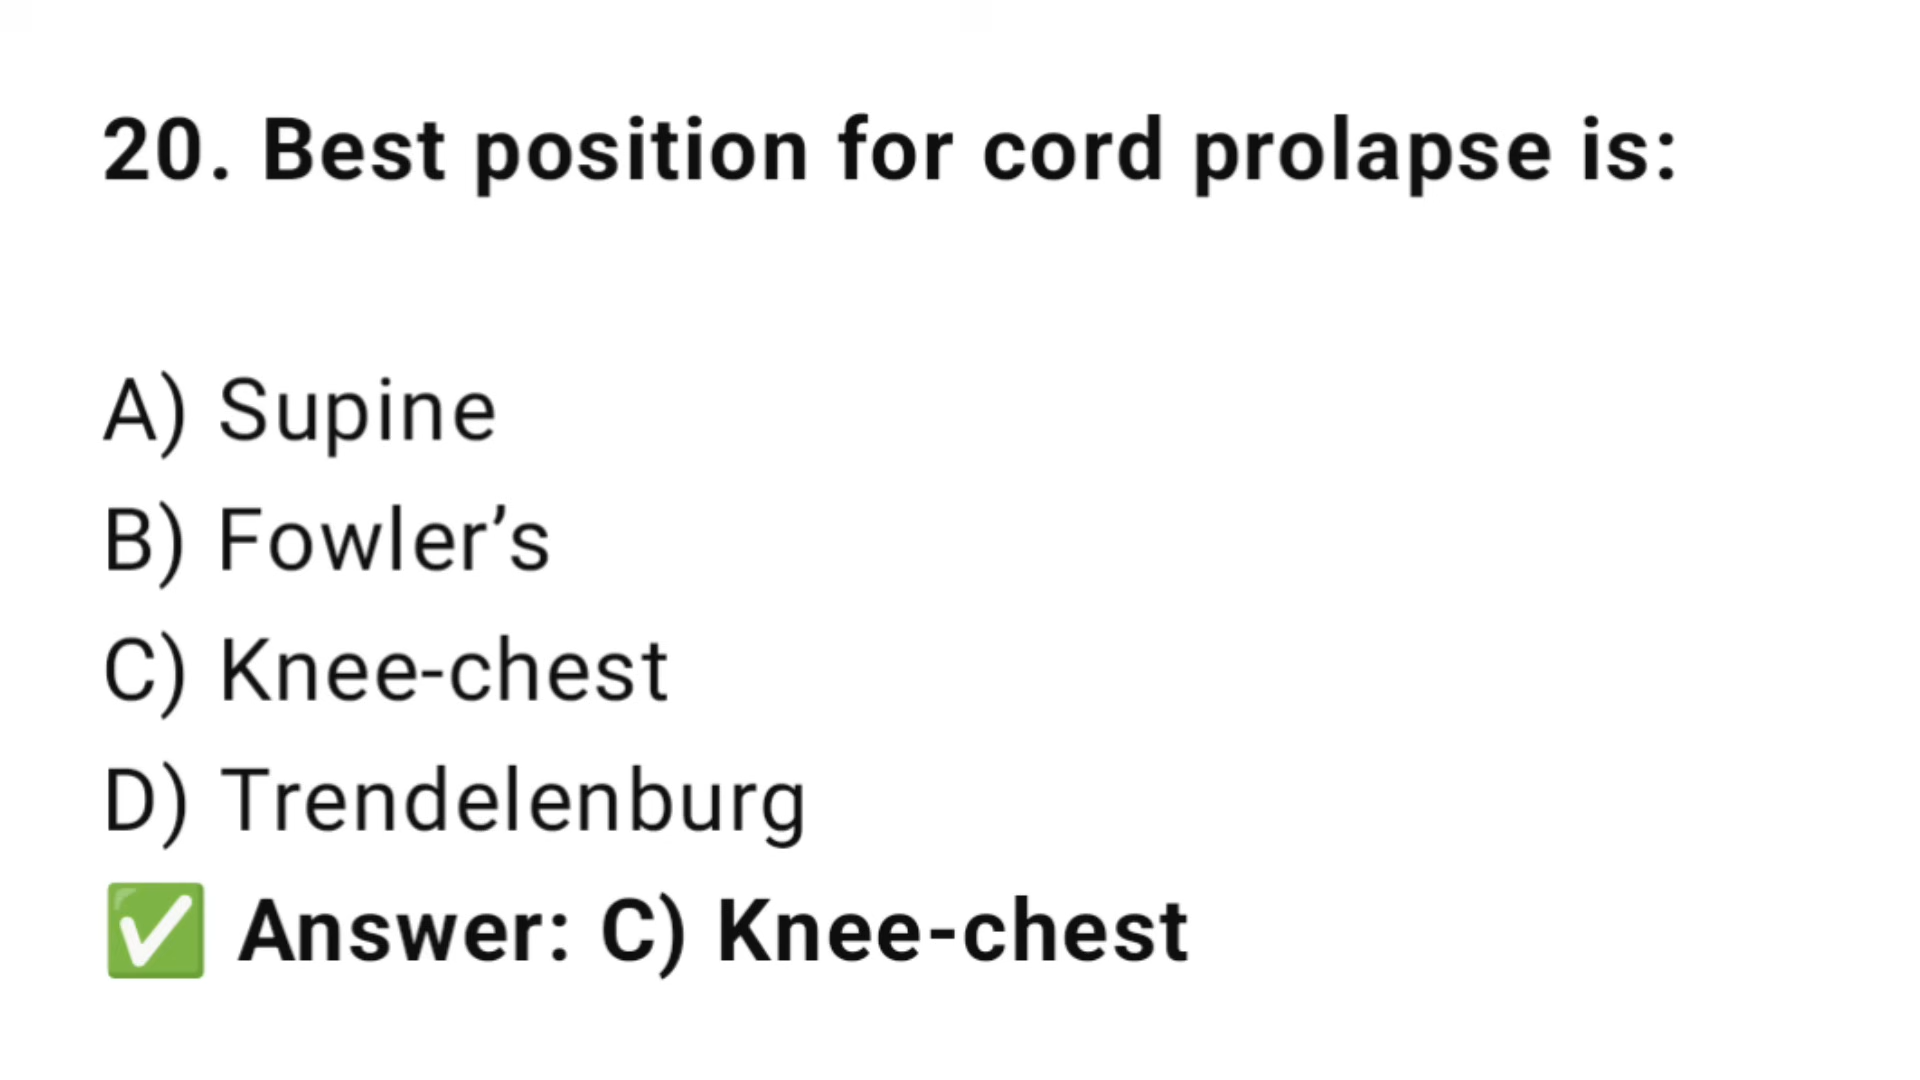 20. Best position for cord prolapse is:
A) Supine
B) Fowler’s
C) Knee-chest
D) Trendelenburg
✅ Answer: C) Knee-chest